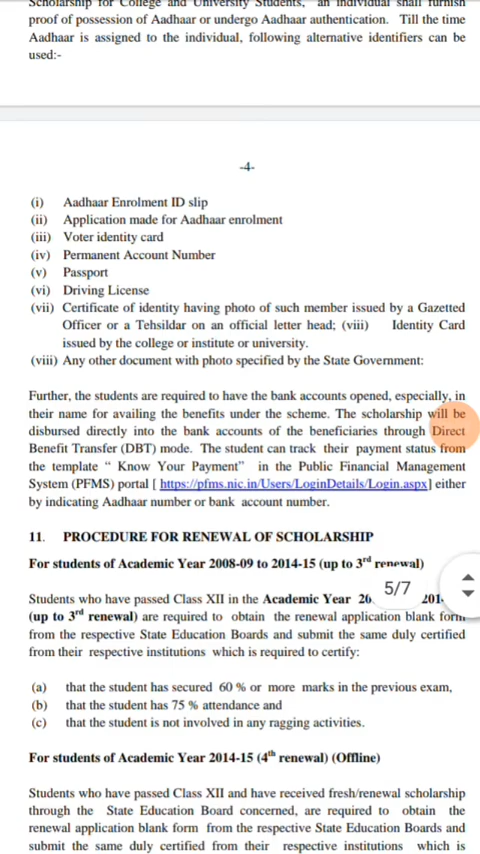 Scholarship for College and University Students, an individual shall furnish
proof of possession of Aadhaar or undergo Aadhaar authentication. Till the time
Aadhaar is assigned to the individual, following alternative identifiers can be
used:-
-4-
(i) Aadhaar Enrolment ID slip
(ii) Application made for Aadhaar enrolment
(iii) Voter identity card
(iv) Permanent Account Number
(v) Passport
(vi) Driving License
(vii) Certificate of identity having photo of such member issued by a Gazetted
Officer or a Tehsildar on an official letter head; (viii) Identity Card
issued by the college or institute or university.
(viii) Any other document with photo specified by the State Government:
Further, the students are required to have the bank accounts opened, especially, in
their name for availing the benefits under the scheme. The scholarship will be
disbursed directly into the bank accounts of the beneficiaries through Direct
Benefit Transfer (DBT) mode. The student can track their payment status from
the template “ Know Your Payment” in the Public Financial Management
System (PFMS) portal [ https://pfms.nic.in/Users/LoginDetails/Login.aspx] either
by indicating Aadhaar number or bank account number.
11. PROCEDURE FOR RENEWAL OF SCHOLARSHIP
For students of Academic Year 2008-09 to 2014-15 (up to 3rd renewal)
5/7
Students who have passed Class XII in the Academic Year
(up to 3rd renewal) are required to obtain the renewal application blank form
from the respective State Education Boards and submit the same duly certified
from their respective institutions which is required to certify:
(a) that the student has secured 60 % or more marks in the previous exam,
(b) that the student has 75 % attendance and
(c) that the student is not involved in any ragging activities.
For students of Academic Year 2014-15 (4th renewal) (Offline)
Students who have passed Class XII and have received fresh/renewal scholarship
through the State Education Board concerned, are required to obtain the
renewal application blank form from the respective State Education Boards and
submit the same duly certified from their respective institutions which is